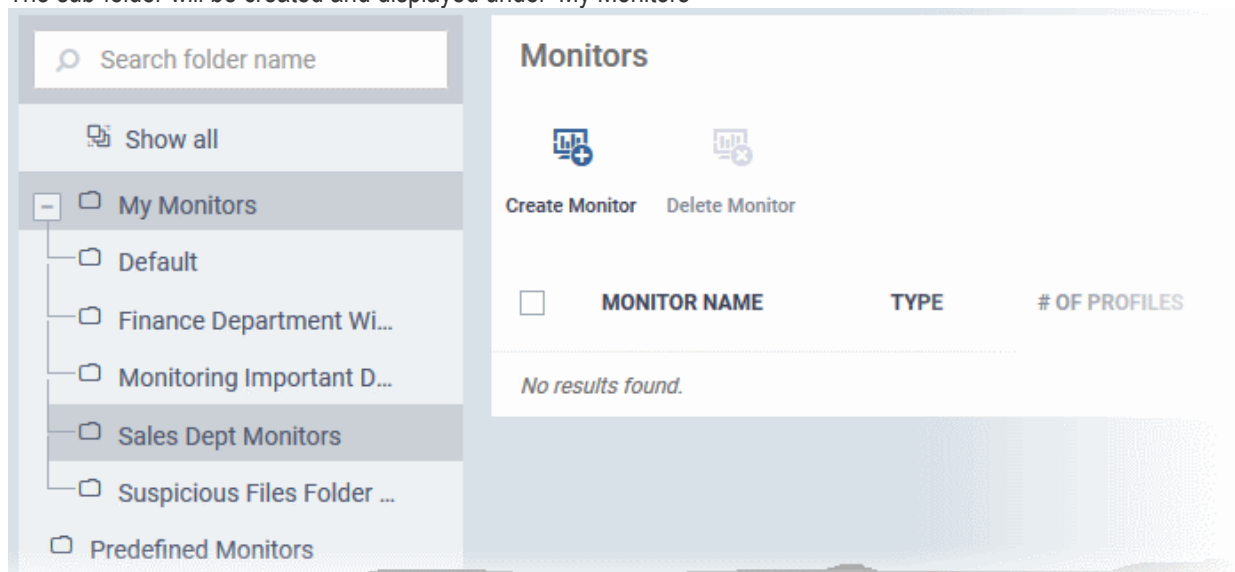 The sub-folder will be created and displayed under 'My Monitors'
Search folder name
Show all
My Monitors
Default
Finance Department Wi...
Monitoring Important D...
Sales Dept Monitors
Suspicious Files Folder ...
Predefined Monitors
Monitors
Create Monitor Delete Monitor
MONITOR NAME TYPE # OF PROFILES
No results found.